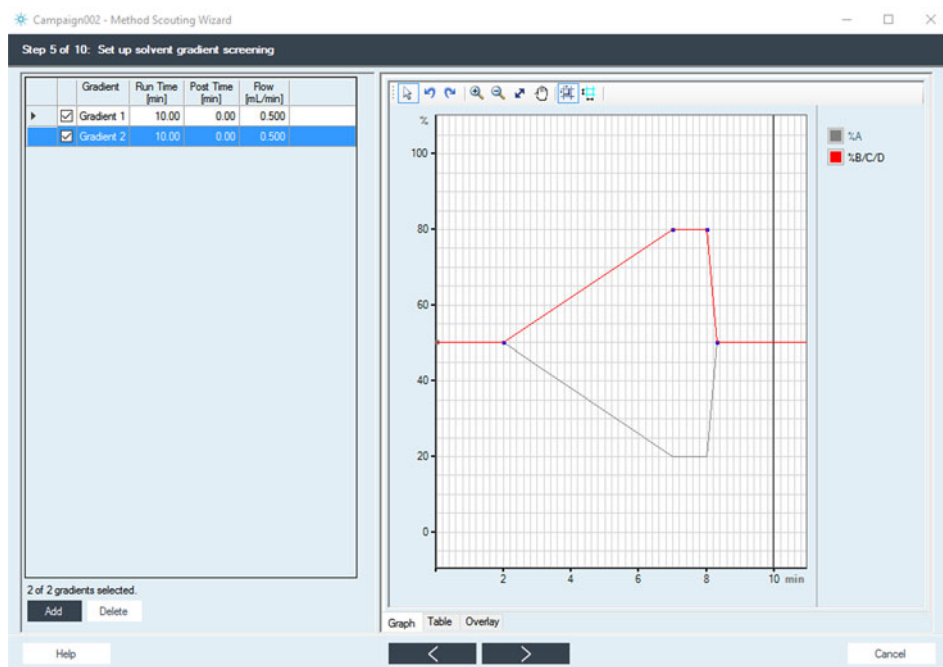 Campaign002 - Method Scouting Wizard
Step 5 of 10: Set up solvent gradient screening
Gradient Run Time [min] Post Time [min] Flow [mL/min]
Gradient 1 10.00 0.00 0.500
Gradient 2 10.00 0.00 0.500
2 of 2 gradients selected.
Add Delete
%
100
80
60
40
20
0
2 4 6 8 10 min
%A
%B/C/D
Graph Table Overlay
Help < > Cancel